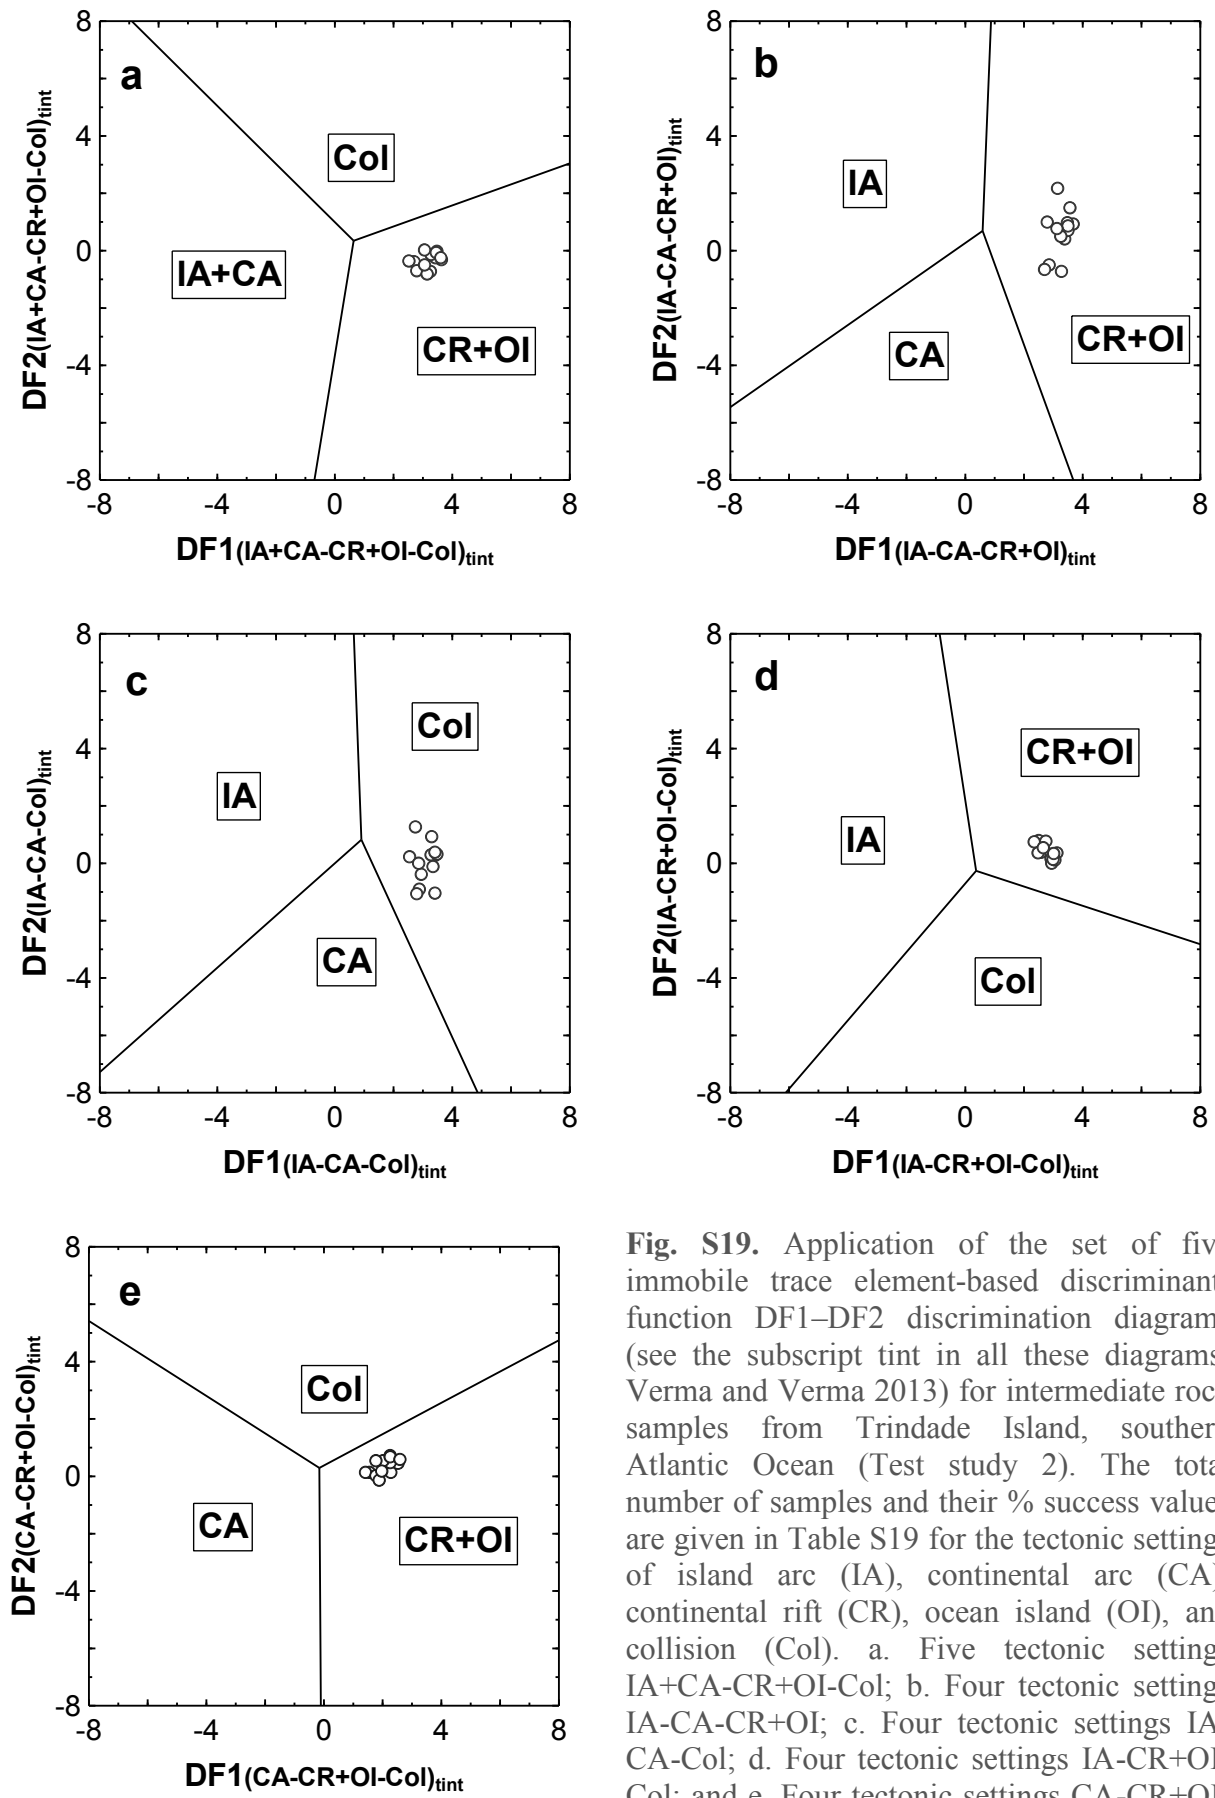 a
8
4
0
-4
-8
DF2(IA+CA-CR+OI-Col)tint
Col
IA+CA
CR+OI
-8 -4 0 4 8
DF1(IA+CA-CR+OI-Col)tint
b
8
4
0
-4
-8
DF2(IA-CA-CR+OI)tint
IA
CA
CR+OI
-8 -4 0 4 8
DF1(IA-CA-CR+OI)tint
c
8
4
0
-4
-8
DF2(IA-CA-Col)tint
Col
IA
CA
-8 -4 0 4 8
DF1(IA-CA-Col)tint
d
8
4
0
-4
-8
DF2(IA-CR+OI-Col)tint
CR+OI
IA
Col
-8 -4 0 4 8
DF1(IA-CR+OI-Col)tint
e
8
4
0
-4
-8
DF2(CA-CR+OI-Col)tint
Col
CA
CR+OI
-8 -4 0 4 8
DF1(CA-CR+OI-Col)tint
Fig. S19. Application of the set of fiv
immobile trace element-based discriminant
function DF1–DF2 discrimination diagram
(see the subscript tint in all these diagrams
Verma and Verma 2013) for intermediate roc
samples from Trindade Island, souther
Atlantic Ocean (Test study 2). The tota
number of samples and their % success value
are given in Table S19 for the tectonic setting
of island arc (IA), continental arc (CA)
continental rift (CR), ocean island (OI), an
collision (Col). a. Five tectonic setting
IA+CA-CR+OI-Col; b. Four tectonic setting
IA-CA-CR+OI; c. Four tectonic settings IA
CA-Col; d. Four tectonic settings IA-CR+OI
Col; and e. Four tectonic settings CA-CR+OI